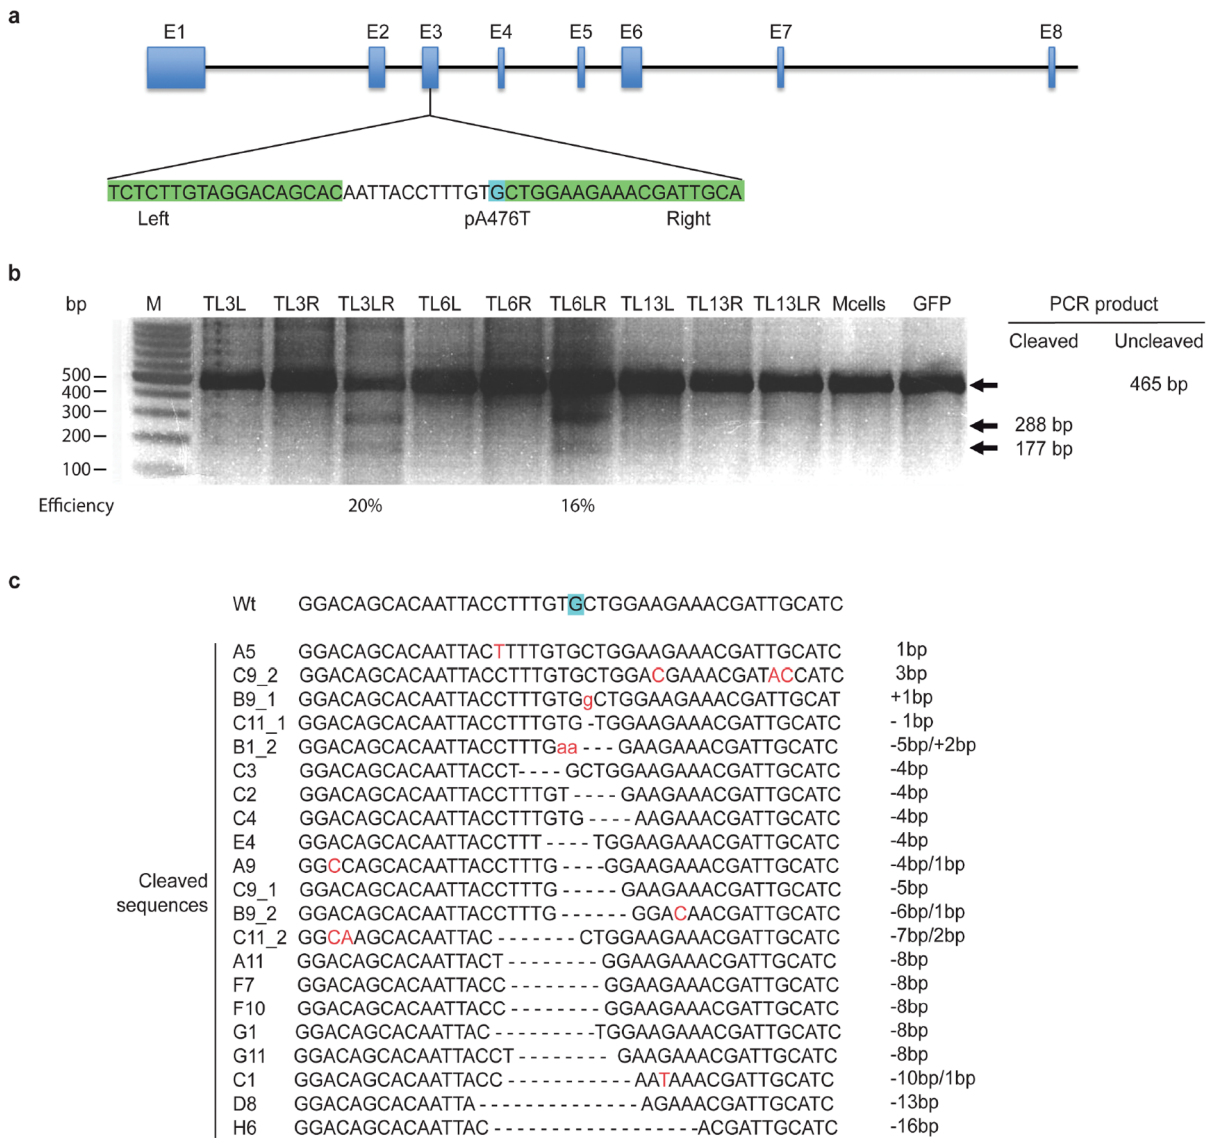 a
E1 E2 E3 E4 E5 E6 E7 E8
TCTCTTGTAGGACAGCACAATTACCTTTGTGCTGGAAGAAACGATTGCA
Left pA476T Right
b
bp M TL3L TL3R TL3LR TL6L TL6R TL6LR TL13L TL13R TL13LR Mcells GFP PCR product
Cleaved Uncleaved
500
400
300
200
100
465 bp
288 bp
177 bp
Efficiency 20% 16%
c
Wt GGACAGCACAATTACCTTTGTGCTGGAAGAAACGATTGCATC
Cleaved
sequences
A5 GGACAGCACAATTACTTTTGTGCTGGAAGAAACGATTGCATC 1bp
C9_2 GGACAGCACAATTACCTTTGTGCTGGACGAAACGATACCATC 3bp
B9_1 GGACAGCACAATTACCTTTGTGgCTGGAAGAAACGATTGCAT +1bp
C11_1 GGACAGCACAATTACCTTTGTG -TGGAAGAAACGATTGCATC - 1bp
B1_2 GGACAGCACAATTACCTTTGaa - - - GAAGAAACGATTGCATC -5bp/+2bp
C3 GGACAGCACAATTACCT- - - - GCTGGAAGAAACGATTGCATC -4bp
C2 GGACAGCACAATTACCTTTGT - - - - GAAGAAACGATTGCATC -4bp
C4 GGACAGCACAATTACCTTTGTG - - - - AAGAAACGATTGCATC -4bp
E4 GGACAGCACAATTACCTTT - - - - TGGAAGAAACGATTGCATC -4bp
A9 GGCCAGCACAATTACCTTTG - - - - GGAAGAAACGATTGCATC -4bp/1bp
C9_1 GGACAGCACAATTACCTTTG - - - - - GAAGAAACGATTGCATC -5bp
B9_2 GGACAGCACAATTACCTTTG - - - - - - GGACAACGATTGCATC -6bp/1bp
C11_2 GGCAAGCACAATTAC - - - - - - - CTGGAAGAAACGATTGCATC -7bp/2bp
A11 GGACAGCACAATTACT - - - - - - - - GGAAGAAACGATTGCATC -8bp
F7 GGACAGCACAATTACC - - - - - - - - GGAAGAAACGATTGCATC -8bp
F10 GGACAGCACAATTACC - - - - - - - - GGAAGAAACGATTGCATC -8bp
G1 GGACAGCACAATTAC - - - - - - - - TGGAAGAAACGATTGCATC -8bp
G11 GGACAGCACAATTACCT - - - - - - - - GAAGAAACGATTGCATC -8bp
C1 GGACAGCACAATTACC - - - - - - - - - - AATAAACGATTGCATC -10bp/1bp
D8 GGACAGCACAATTA - - - - - - - - - - - - - AGAAACGATTGCATC -13bp
H6 GGACAGCACAATTAC - - - - - - - - - - - - - - - - ACGATTGCATC -16bp